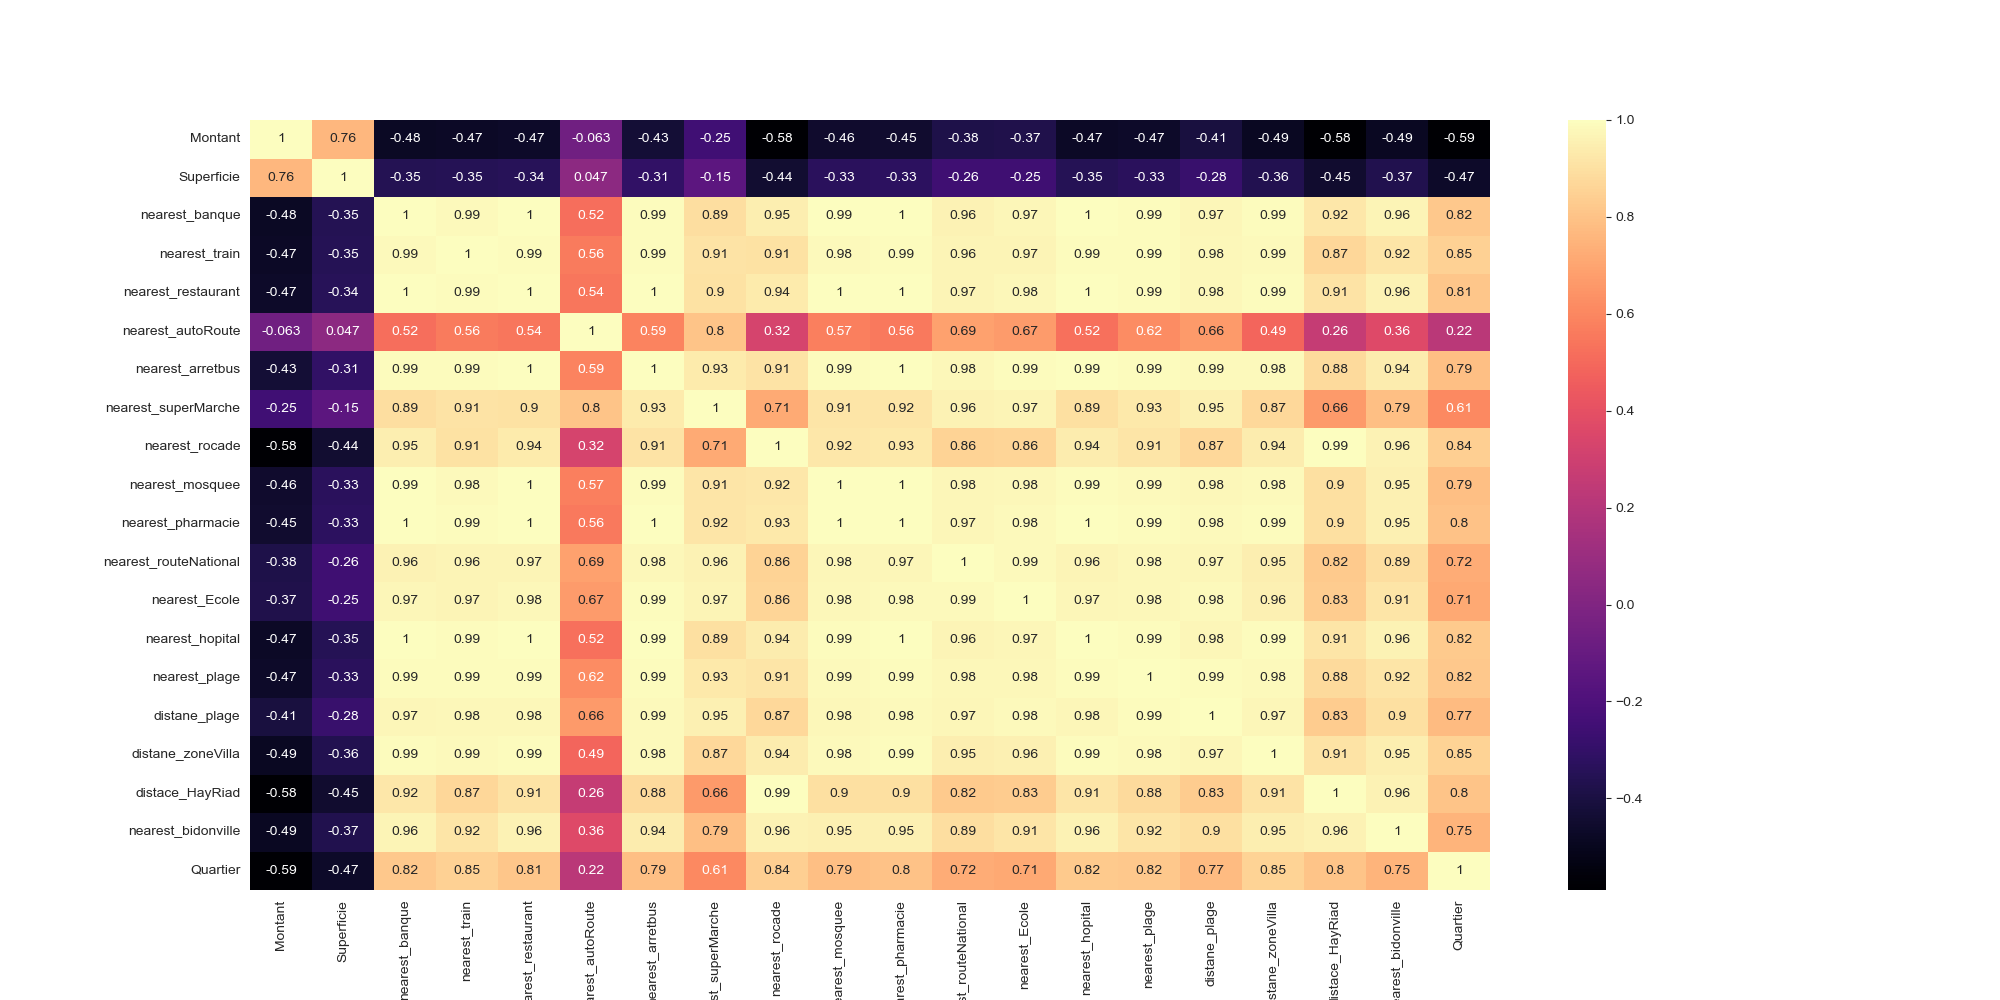 Montant 1 0.76 -0.48 -0.47 -0.47 -0.063 -0.43 -0.25 -0.58 -0.46 -0.45 -0.38 -0.37 -0.47 -0.47 -0.41 -0.49 -0.58 -0.49 -0.59 1.0
Superficie 0.76 1 -0.35 -0.35 -0.34 0.047 -0.31 -0.15 -0.44 -0.33 -0.33 -0.26 -0.25 -0.35 -0.33 -0.28 -0.36 -0.45 -0.37 -0.47
nearest_banque -0.48 -0.35 1 0.99 1 0.52 0.99 0.89 0.95 0.99 1 0.96 0.97 1 0.99 0.97 0.99 0.92 0.96 0.82 0.8
nearest_train -0.47 -0.35 0.99 1 0.99 0.56 0.99 0.91 0.91 0.98 0.99 0.96 0.97 0.99 0.99 0.98 0.99 0.87 0.92 0.85
nearest_restaurant -0.47 -0.34 1 0.99 1 0.54 1 0.9 0.94 1 1 0.97 0.98 1 0.99 0.98 0.99 0.91 0.96 0.81 0.6
nearest_autoRoute -0.063 0.047 0.52 0.56 0.54 1 0.59 0.8 0.32 0.57 0.56 0.69 0.67 0.52 0.62 0.66 0.49 0.26 0.36 0.22
nearest_arretbus -0.43 -0.31 0.99 0.99 1 0.59 1 0.93 0.91 0.99 1 0.98 0.99 0.99 0.99 0.99 0.98 0.88 0.94 0.79
nearest_superMarche -0.25 -0.15 0.89 0.91 0.9 0.8 0.93 1 0.71 0.91 0.92 0.96 0.97 0.89 0.93 0.95 0.87 0.66 0.79 0.61 0.4
nearest_rocade -0.58 -0.44 0.95 0.91 0.94 0.32 0.91 0.71 1 0.92 0.93 0.86 0.86 0.94 0.91 0.87 0.94 0.99 0.96 0.84
nearest_mosquee -0.46 -0.33 0.99 0.98 1 0.57 0.99 0.91 0.92 1 1 0.98 0.98 0.99 0.99 0.98 0.98 0.9 0.95 0.79 0.2
nearest_pharmacie -0.45 -0.33 1 0.99 1 0.56 1 0.92 0.93 1 1 0.97 0.98 1 0.99 0.98 0.99 0.9 0.95 0.8
nearest_routeNational -0.38 -0.26 0.96 0.96 0.97 0.69 0.98 0.96 0.86 0.98 0.97 1 0.99 0.96 0.98 0.97 0.95 0.82 0.89 0.72
nearest_Ecole -0.37 -0.25 0.97 0.97 0.98 0.67 0.99 0.97 0.86 0.98 0.98 0.99 1 0.97 0.98 0.98 0.96 0.83 0.91 0.71 0.0
nearest_hopital -0.47 -0.35 1 0.99 1 0.52 0.99 0.89 0.94 0.99 1 0.96 0.97 1 0.99 0.98 0.99 0.91 0.96 0.82
nearest_plage -0.47 -0.33 0.99 0.99 0.99 0.62 0.99 0.93 0.91 0.99 0.99 0.98 0.98 0.99 1 0.99 0.98 0.88 0.92 0.82
distane_plage -0.41 -0.28 0.97 0.98 0.98 0.66 0.99 0.95 0.87 0.98 0.98 0.97 0.98 0.98 0.99 1 0.97 0.83 0.9 0.77 −0.2
distane_zoneVilla -0.49 -0.36 0.99 0.99 0.99 0.49 0.98 0.87 0.94 0.98 0.99 0.95 0.96 0.99 0.98 0.97 1 0.91 0.95 0.85
distace_HayRiad -0.58 -0.45 0.92 0.87 0.91 0.26 0.88 0.66 0.99 0.9 0.9 0.82 0.83 0.91 0.88 0.83 0.91 1 0.96 0.8 −0.4
nearest_bidonville -0.49 -0.37 0.96 0.92 0.96 0.36 0.94 0.79 0.96 0.95 0.95 0.89 0.91 0.96 0.92 0.9 0.95 0.96 1 0.75
Quartier -0.59 -0.47 0.82 0.85 0.81 0.22 0.79 0.61 0.84 0.79 0.8 0.72 0.71 0.82 0.82 0.77 0.85 0.8 0.75 1
Montant
Superficie
nearest_banque
nearest_train
earest_restaurant
earest_autoRoute
nearest_arretbus
st_superMarche
nearest_rocade
earest_mosquee
arest_pharmacie
st_routeNational
nearest_Ecole
nearest_hopital
nearest_plage
distane_plage
stane_zoneVilla
distace_HayRiad
earest_bidonville
Quartier